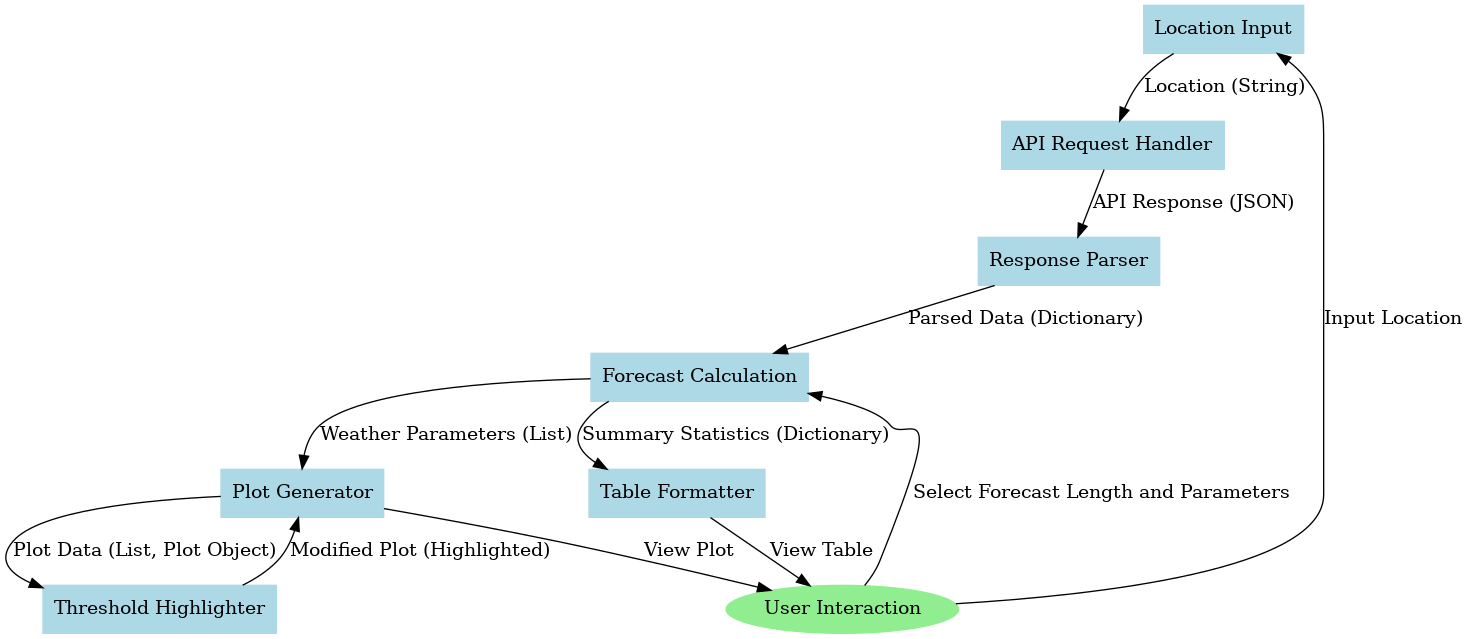 Location Input
Location (String)
API Request Handler
API Response (JSON)
Response Parser
Parsed Data (Dictionary)
Input Location
Forecast Calculation
Weather Parameters (List)
Summary Statistics (Dictionary)
Plot Generator
Table Formatter
Select Forecast Length and Parameters
Plot Data (List, Plot Object)
Modified Plot (Highlighted)
View Plot
View Table
Threshold Highlighter
User Interaction